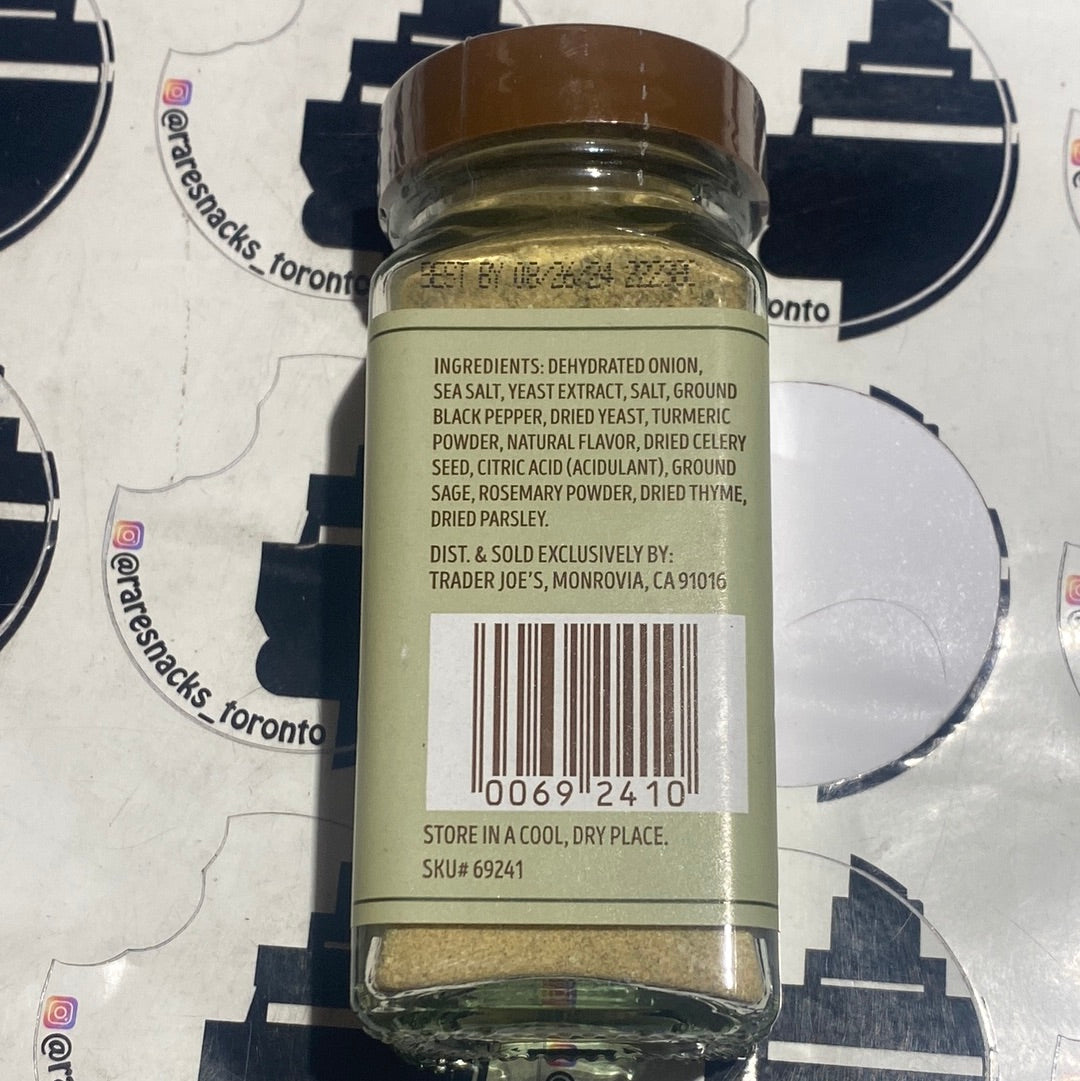 @raresnacks_toronto
BEST BY 08/26/24
onto
INGREDIENTS: DEHYDRATED ONION,
SEA SALT, YEAST EXTRACT, SALT, GROUND
BLACK PEPPER, DRIED YEAST, TURMERIC
POWDER, NATURAL FLAVOR, DRIED CELERY
SEED, CITRIC ACID (ACIDULANT), GROUND
SAGE, ROSEMARY POWDER, DRIED THYME,
DRIED PARSLEY.
DIST. & SOLD EXCLUSIVELY BY:
TRADER JOE'S, MONROVIA, CA 91016
@raresnacks_toronto
0069 2410
STORE IN A COOL, DRY PLACE.
SKU# 69241